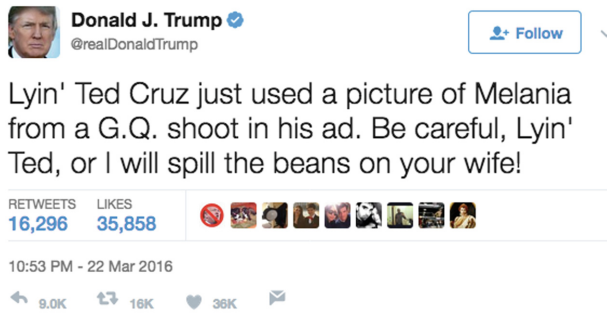 Donald J. Trump
@realDonaldTrump
Follow
Lyin' Ted Cruz just used a picture of Melania
from a G.Q. shoot in his ad. Be careful, Lyin'
Ted, or I will spill the beans on your wife!
RETWEETS LIKES
16,296 35,858
10:53 PM - 22 Mar 2016
9.0K 16K 36K